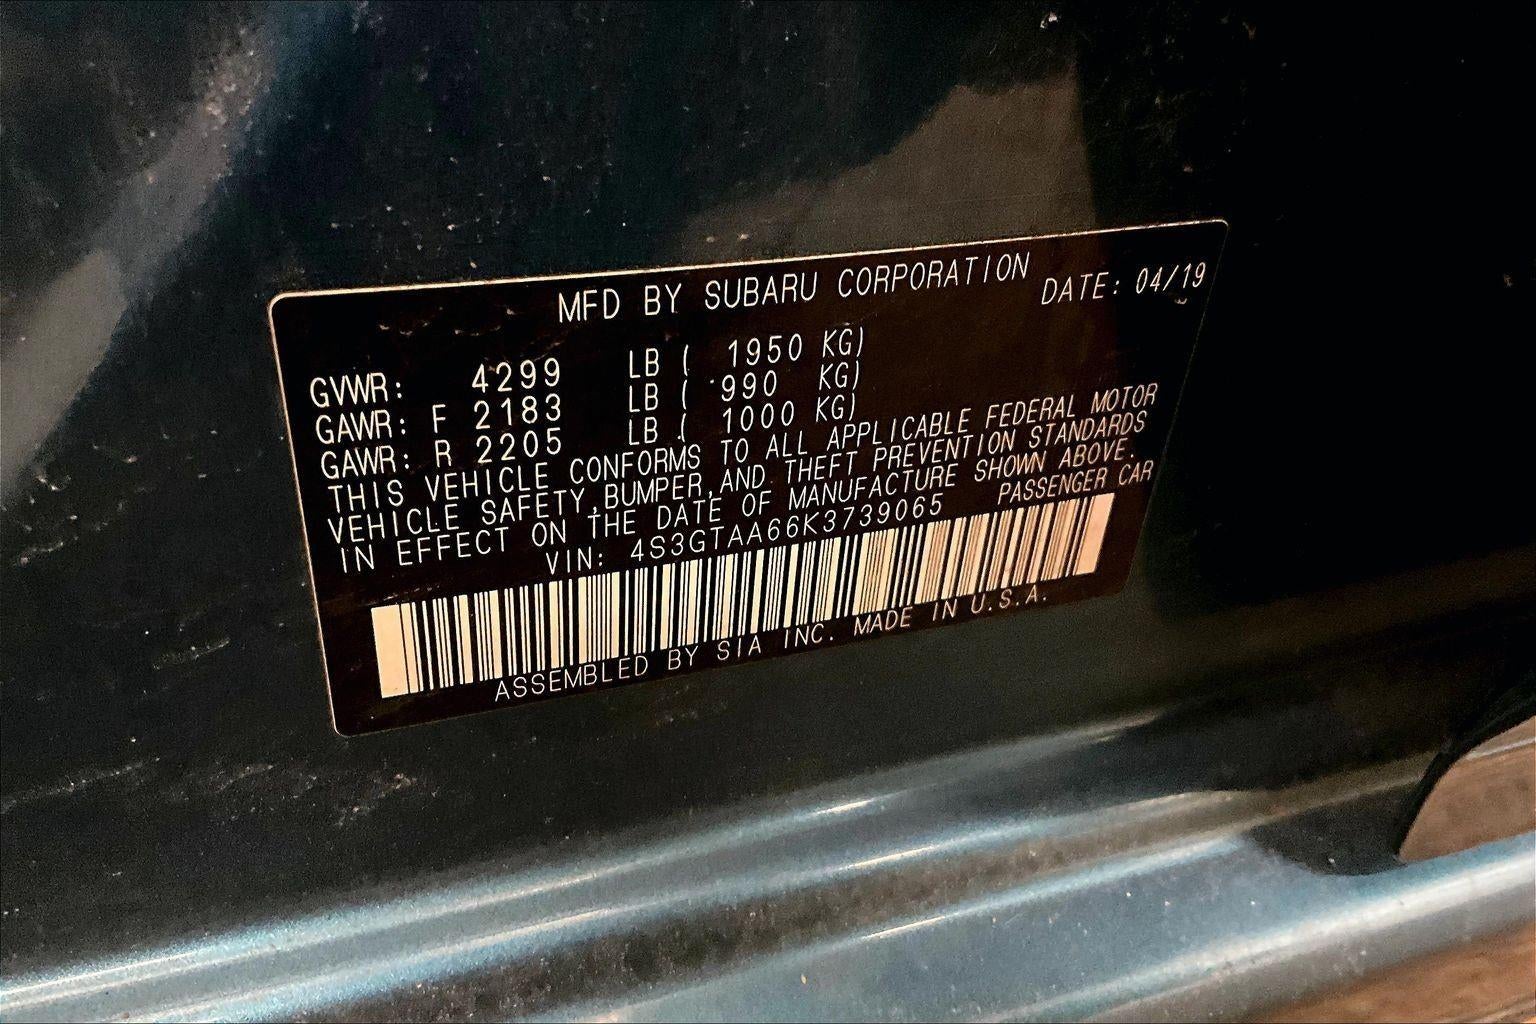 MFD BY SUBARU CORPORATION DATE: 04/19
GVWR: 4299 LB ( 1950 KG)
GAWR: F 2183 LB ( 990 KG)
GAWR: R 2205 LB ( 1000 KG)
THIS VEHICLE CONFORMS TO ALL APPLICABLE FEDERAL MOTOR
VEHICLE SAFETY,BUMPER,AND THEFT PREVENTION STANDARDS
IN EFFECT ON THE DATE OF MANUFACTURE SHOWN ABOVE.
VIN: 4S3GTAA66K3739065 PASSENGER CAR
ASSEMBLED BY SIA INC. MADE IN U.S.A.